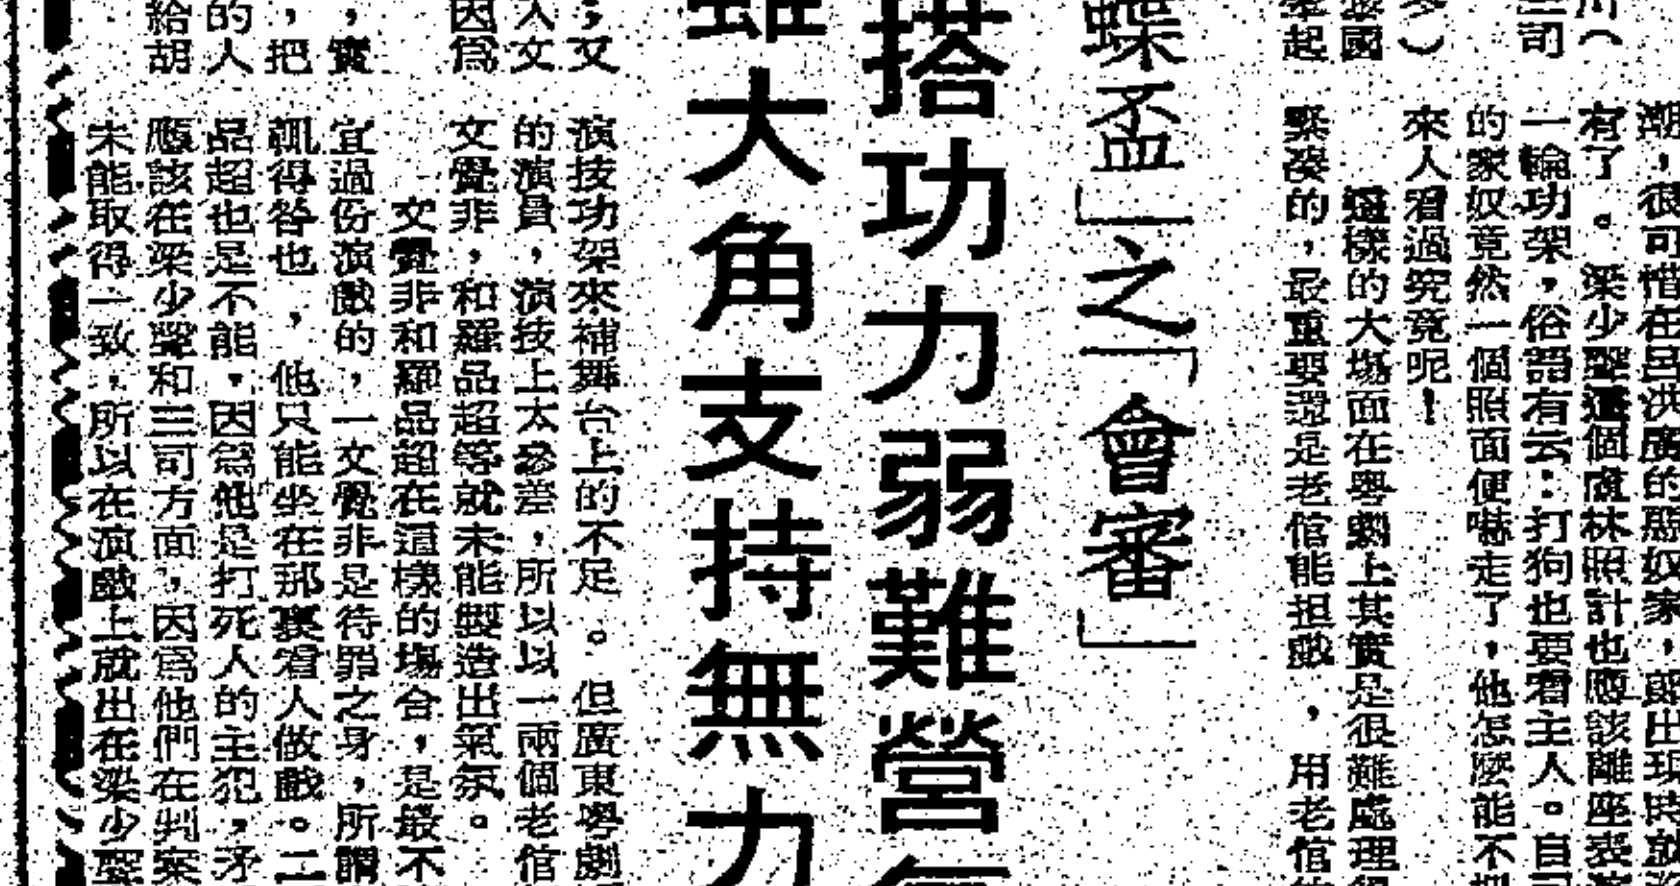 司
國
起
潮，很可惜在呂洪廣的惡奴家，出現時就
有了。梁少聲這個盧林照計也應該離座表演
一輪功架，俗語有云：打狗也要看主人。自
的家奴竟然一個照面便嚇走了，他怎麼能不
來人看過究竟呢！
這樣的大場面在粵劇上其實是很難處理得
緊湊的，最重要還是老倌能担戲，用老倌的
蝶盃」之「會審」
搭功力弱難營
雖大角支持無力
；又
入文
因為
，實
，把
的人
給胡
演技功架來補舞台上的不足。但廣東粵劇
的演員，演技上太參差，所以以一兩個老倌
文覺非，和羅品超等就未能製造出氣氛。
文覺非和羅品超在這樣的場合，是最不
宜過份演戲的，一文覺非是待罪之身，所謂
輒得咎也，他只能坐在那裏看人做戲。二
品超也是不能，因為他是打死人的主犯，矛
應該在梁少聲和三司方面，因為他們在判案
未能取得一致，所以在演戲上就出在梁少聲